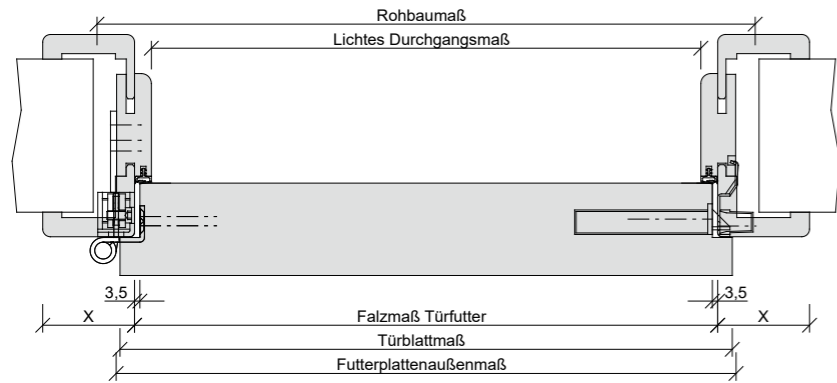 Rohbaumaß
Lichtes Durchgangsmaß
3,5 3,5
X Falzmaß Türfutter X
Türblattmaß
Futterplattenaußenmaß